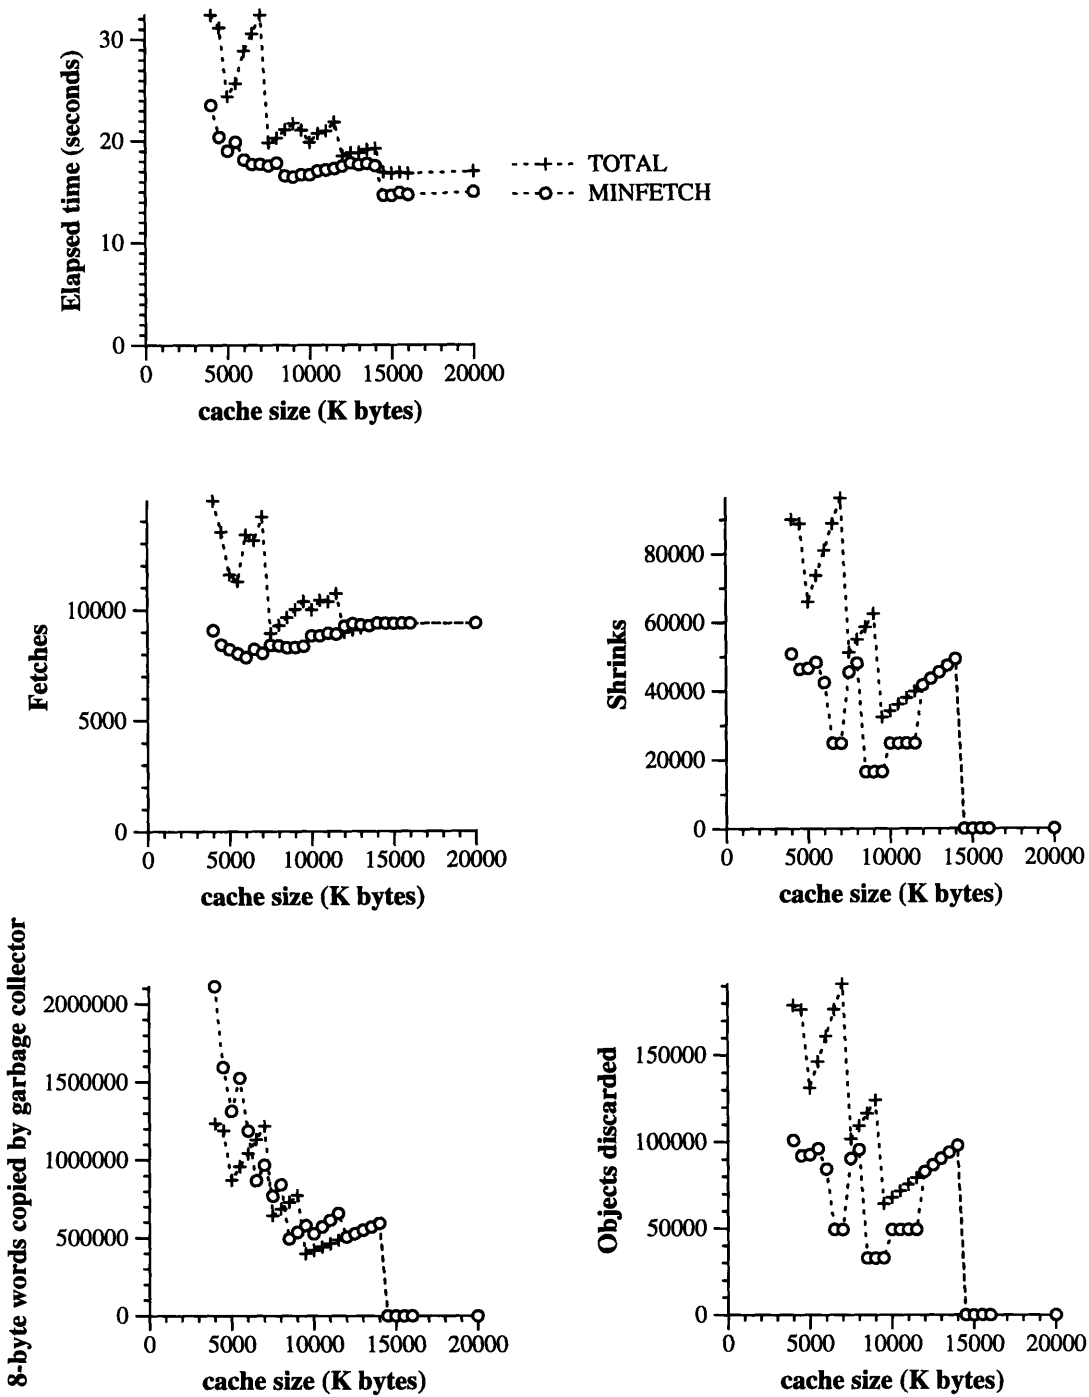 30
20
10
0
Elapsed time (seconds)
0 5000 10000 15000 20000
cache size (K bytes)
TOTAL
MINFETCH
10000
5000
0
Fetches
0 5000 10000 15000 20000
cache size (K bytes)
80000
60000
40000
20000
0
Shrinks
0 5000 10000 15000 20000
cache size (K bytes)
2000000
1500000
1000000
500000
0
8-byte words copied by garbage collector
0 5000 10000 15000 20000
cache size (K bytes)
150000
100000
50000
0
Objects discarded
0 5000 10000 15000 20000
cache size (K bytes)